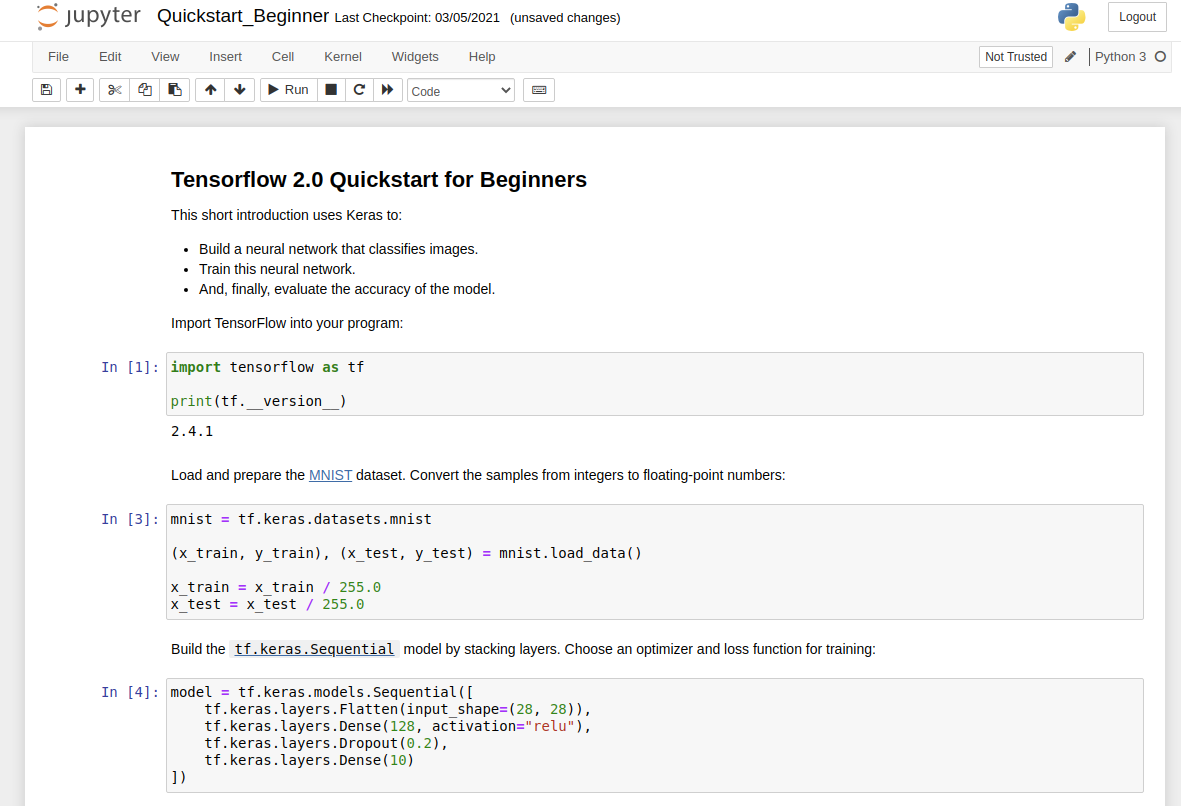 jupyter Quickstart_Beginner Last Checkpoint: 03/05/2021 (unsaved changes) Logout
File Edit View Insert Cell Kernel Widgets Help Not Trusted Python 3
Run Code
Tensorflow 2.0 Quickstart for Beginners
This short introduction uses Keras to:
• Build a neural network that classifies images.
• Train this neural network.
• And, finally, evaluate the accuracy of the model.
Import TensorFlow into your program:
In [1]: import tensorflow as tf
print(tf.__version__)
2.4.1
Load and prepare the MNIST dataset. Convert the samples from integers to floating-point numbers:
In [3]: mnist = tf.keras.datasets.mnist
(x_train, y_train), (x_test, y_test) = mnist.load_data()
x_train = x_train / 255.0
x_test = x_test / 255.0
Build the tf.keras.Sequential model by stacking layers. Choose an optimizer and loss function for training:
In [4]: model = tf.keras.models.Sequential([
    tf.keras.layers.Flatten(input_shape=(28, 28)),
    tf.keras.layers.Dense(128, activation="relu"),
    tf.keras.layers.Dropout(0.2),
    tf.keras.layers.Dense(10)
])